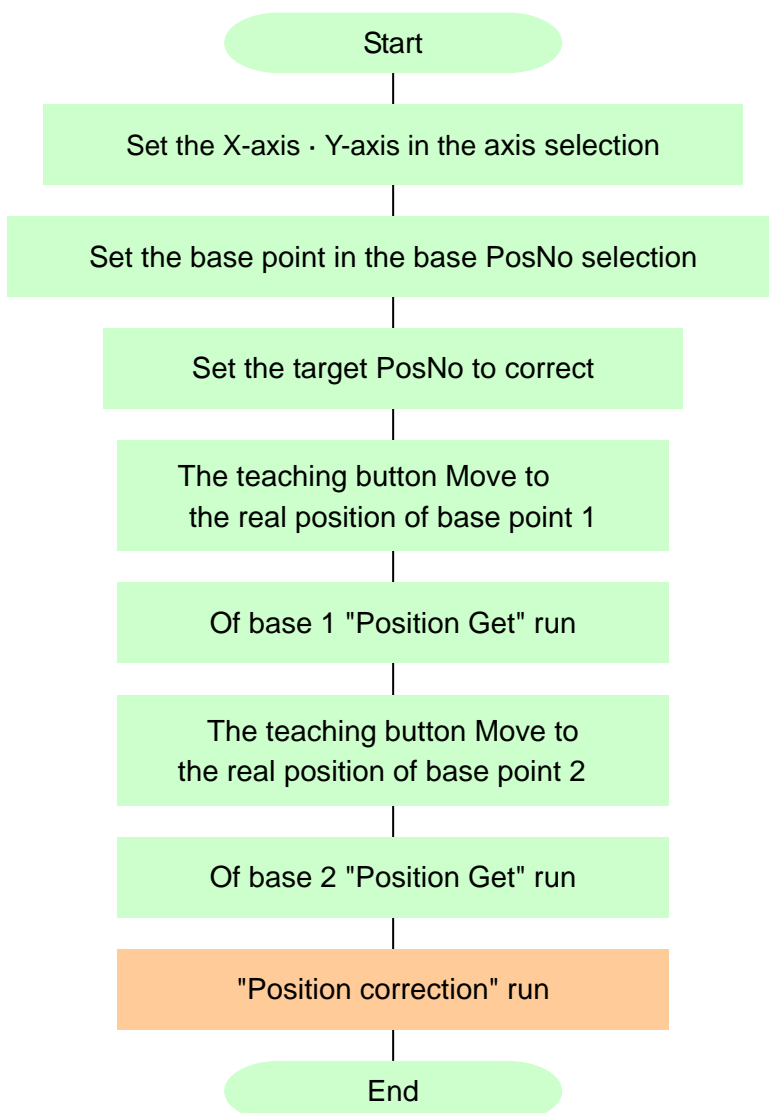 Start
Set the X-axis · Y-axis in the axis selection
Set the base point in the base PosNo selection
Set the target PosNo to correct
The teaching button Move to
the real position of base point 1
Of base 1 "Position Get" run
The teaching button Move to
the real position of base point 2
Of base 2 "Position Get" run
"Position correction" run
End